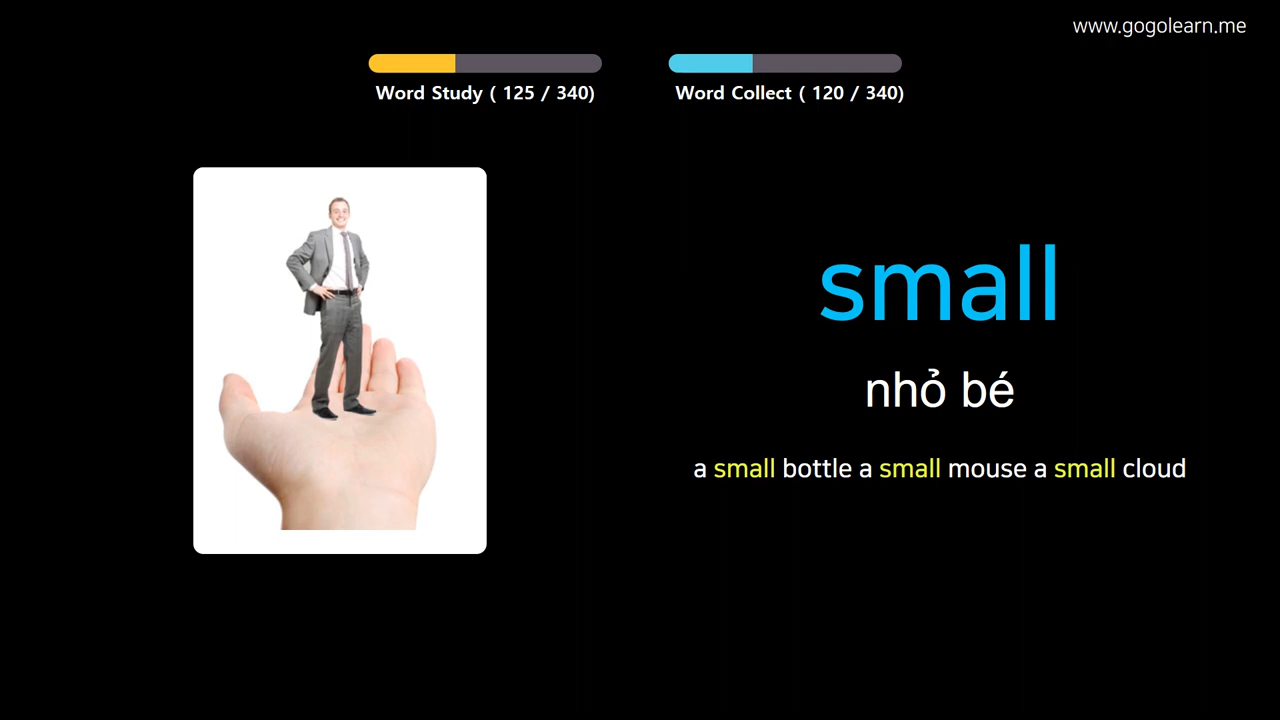 www.gogolearn.me
Word Study ( 125 / 340)
Word Collect ( 120 / 340)
small
nhỏ bé
a small bottle a small mouse a small cloud